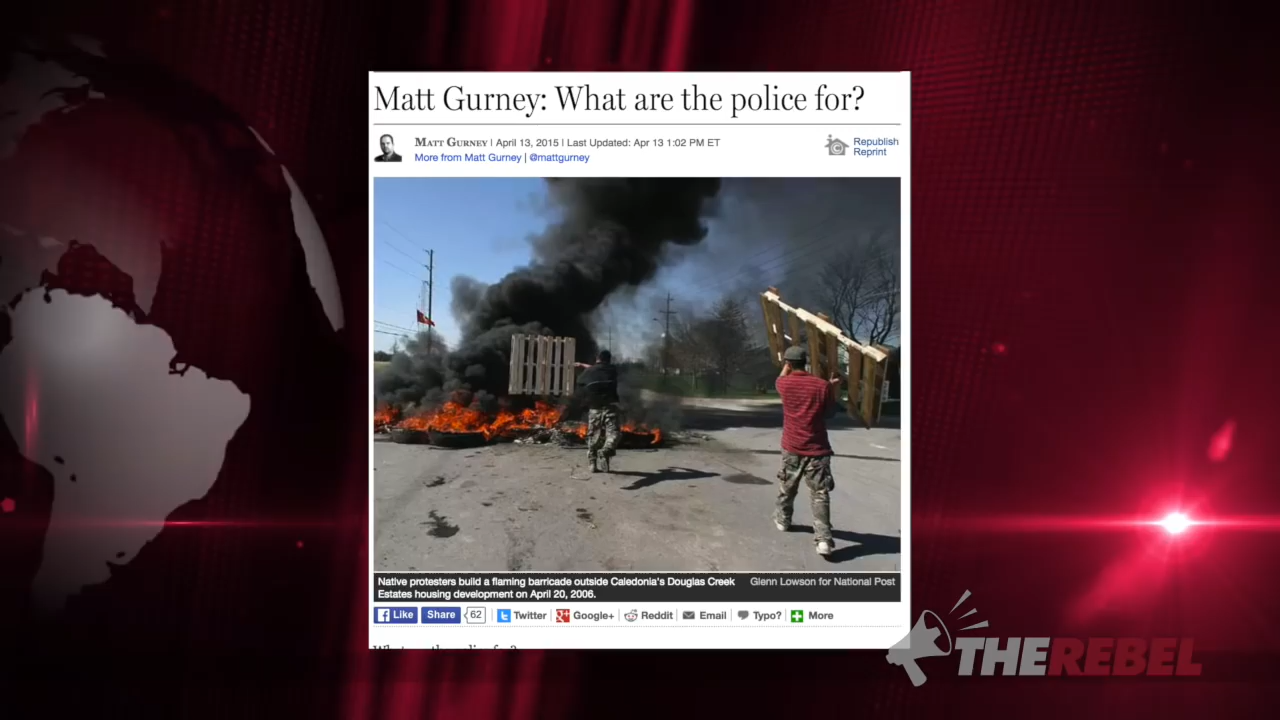 Matt Gurney: What are the police for?
MATT GURNEY | April 13, 2015 | Last Updated: Apr 13 1:02 PM ET
More from Matt Gurney | @mattgurney
Republish
Reprint
Native protesters build a flaming barricade outside Caledonia's Douglas Creek
Estates housing development on April 20, 2006.
Glenn Lowson for National Post
Like Share 62 Twitter Google+ Reddit Email Typo? More
THEREBEL